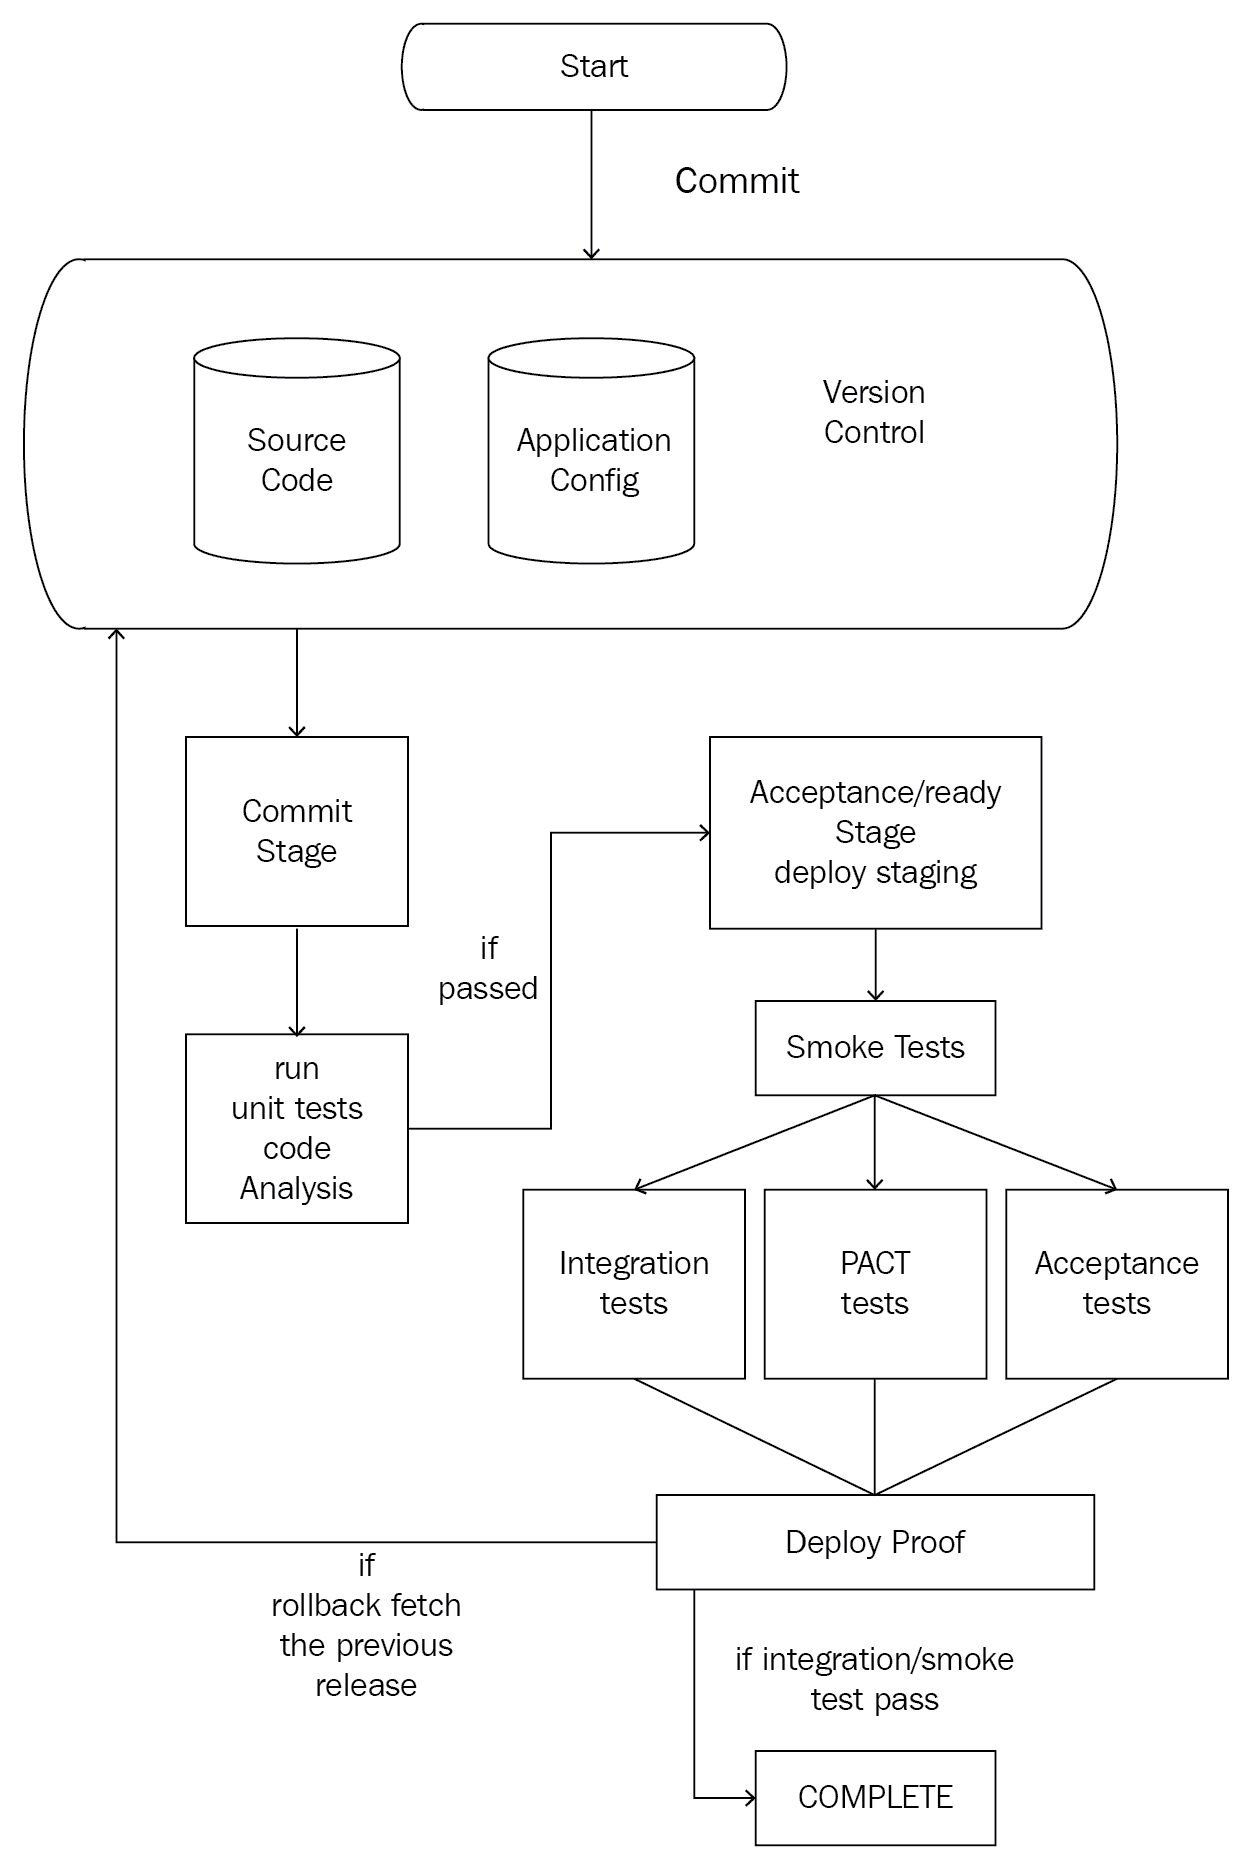 Start
Commit
Source
Code
Application
Config
Version
Control
Commit
Stage
Acceptance/ready
Stage
deploy staging
if
passed
run
unit tests
code
Analysis
Smoke Tests
Integration
tests
PACT
tests
Acceptance
tests
Deploy Proof
if
rollback fetch
the previous
release
if integration/smoke
test pass
COMPLETE